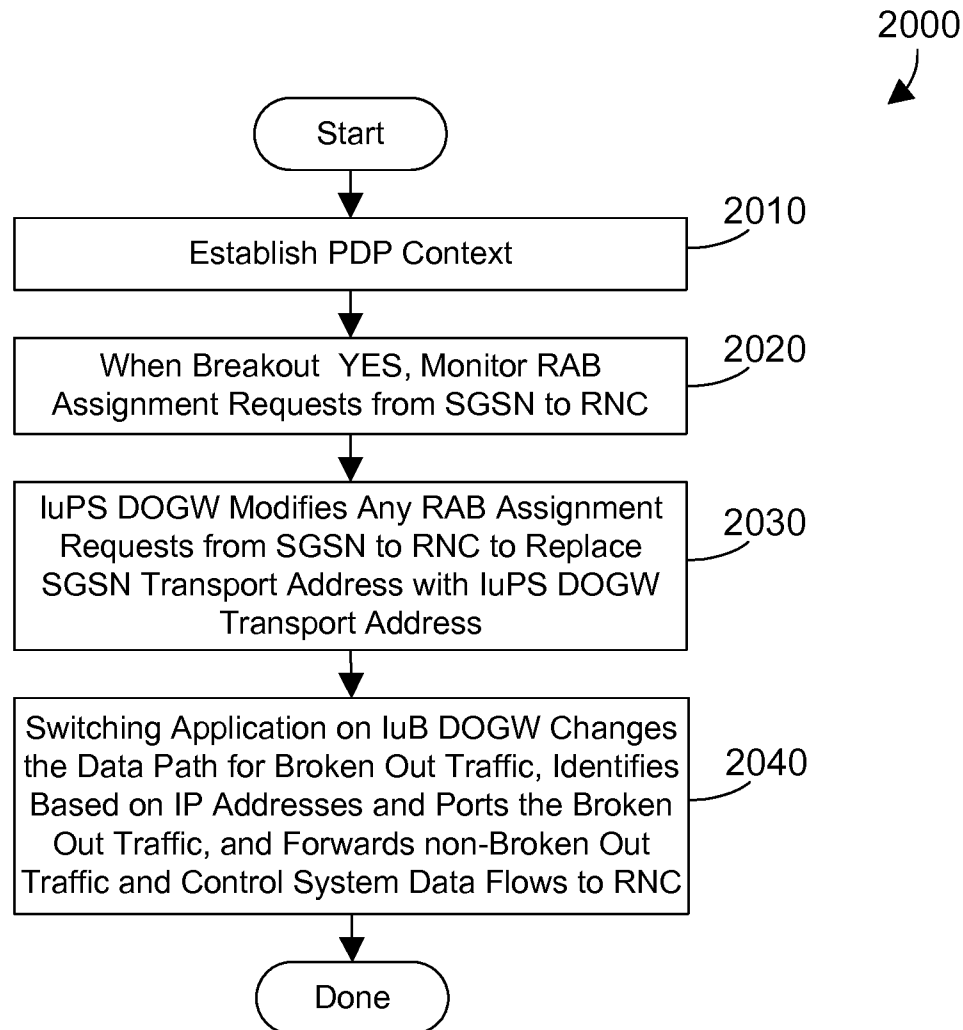 2000
Start
2010
Establish PDP Context
2020
When Breakout YES, Monitor RAB
Assignment Requests from SGSN to RNC
2030
IuPS DOGW Modifies Any RAB Assignment
Requests from SGSN to RNC to Replace
SGSN Transport Address with IuPS DOGW
Transport Address
2040
Switching Application on IuB DOGW Changes
the Data Path for Broken Out Traffic, Identifies
Based on IP Addresses and Ports the Broken
Out Traffic, and Forwards non-Broken Out
Traffic and Control System Data Flows to RNC
Done